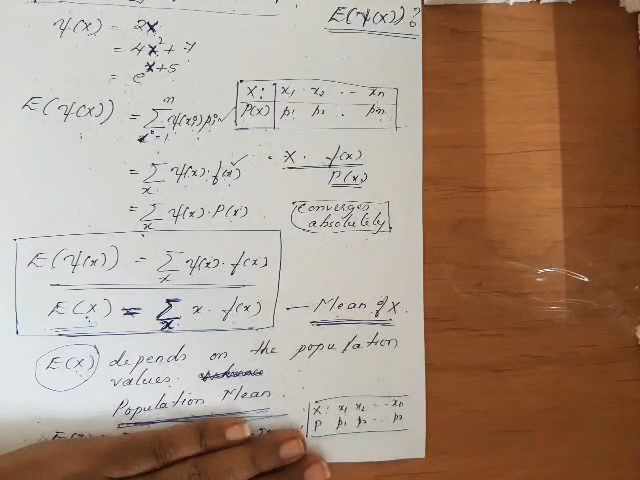 E(ψ(x))?
ψ(x) = 2x
= 4x² + 7
= e^(x+5)
E(ψ(x)) = Σ_{i=1}^{n} ψ(xᵢ) pᵢ ✓
X: x₁ x₂ .. xn
P(x) p₁ p₂ . pn
= Σ_x ψ(x)·f(x) ✓
X . f(x)
P(x)
= Σ_x ψ(x)·P(x)
Converges
absolutely
E(ψ(x)) = Σ_x ψ(x)·f(x)
E(X) = Σ_x x·f(x) — Mean of X.
E(X) depends on the population
values.
Population Mean.
X: x₁ x₂ .. xn
P p₁ p₂ ... p₂